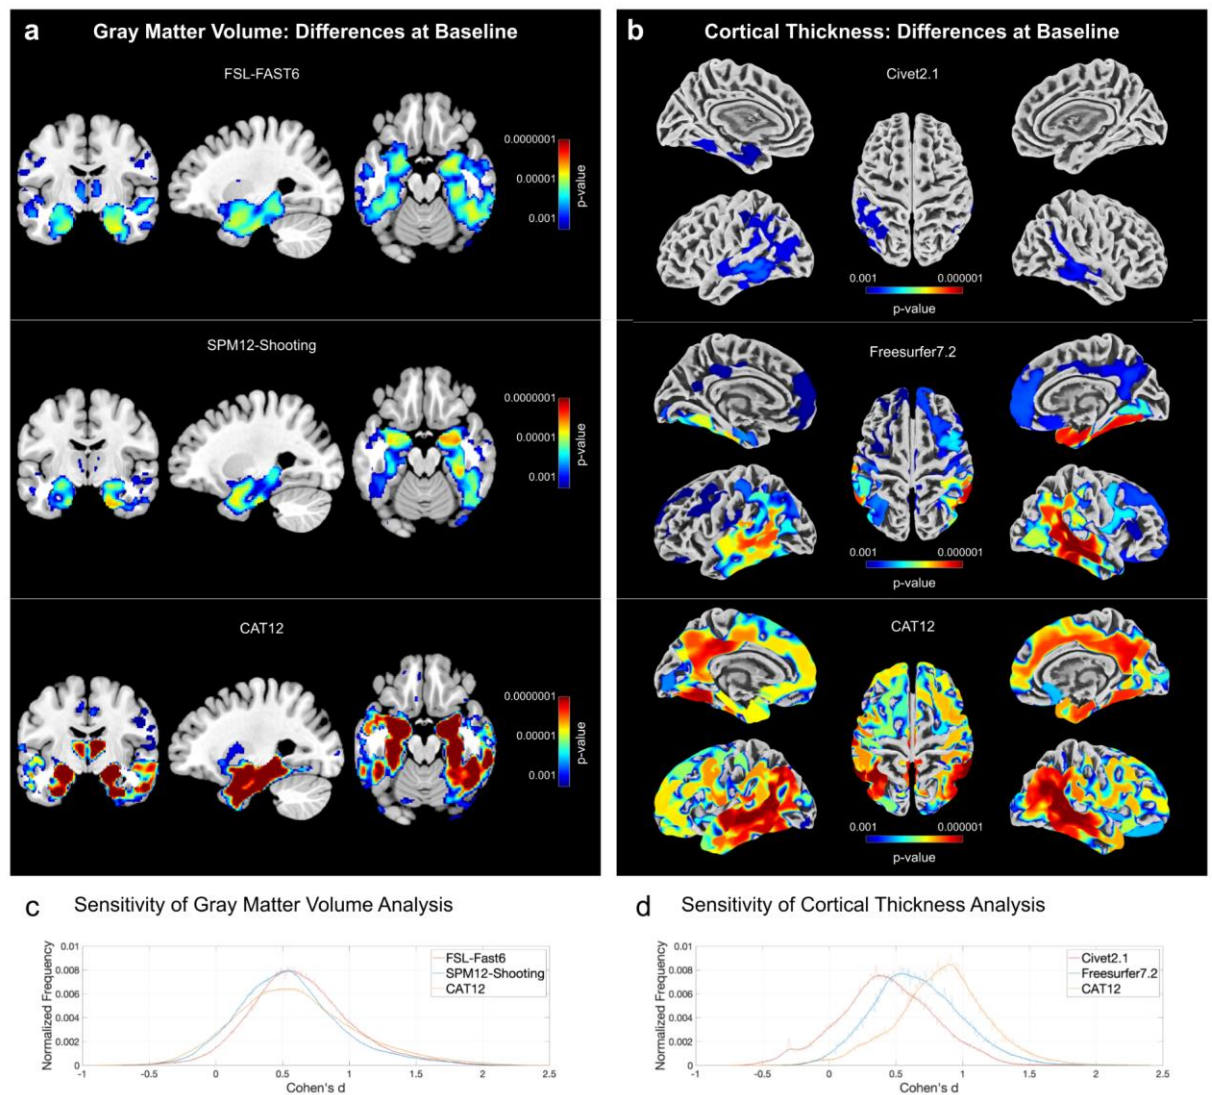 a Gray Matter Volume: Differences at Baseline
FSL-FAST6
0.0000001
0.00001
0.001
p-value
SPM12-Shooting
0.0000001
0.00001
0.001
p-value
CAT12
0.0000001
0.00001
0.001
p-value
b Cortical Thickness: Differences at Baseline
Civet2.1
0.001 0.000001
p-value
Freesurfer7.2
0.001 0.000001
p-value
CAT12
0.001 0.000001
p-value
c Sensitivity of Gray Matter Volume Analysis
Normalized Frequency
0.01
0.008
0.006
0.004
0.002
0
FSL-Fast6
SPM12-Shooting
CAT12
-1 -0.5 0 0.5 1 1.5 2 2.5
Cohen's d
d Sensitivity of Cortical Thickness Analysis
Normalized Frequency
0.01
0.008
0.006
0.004
0.002
0
Civet2.1
Freesurfer7.2
CAT12
-1 -0.5 0 0.5 1 1.5 2 2.5
Cohen's d